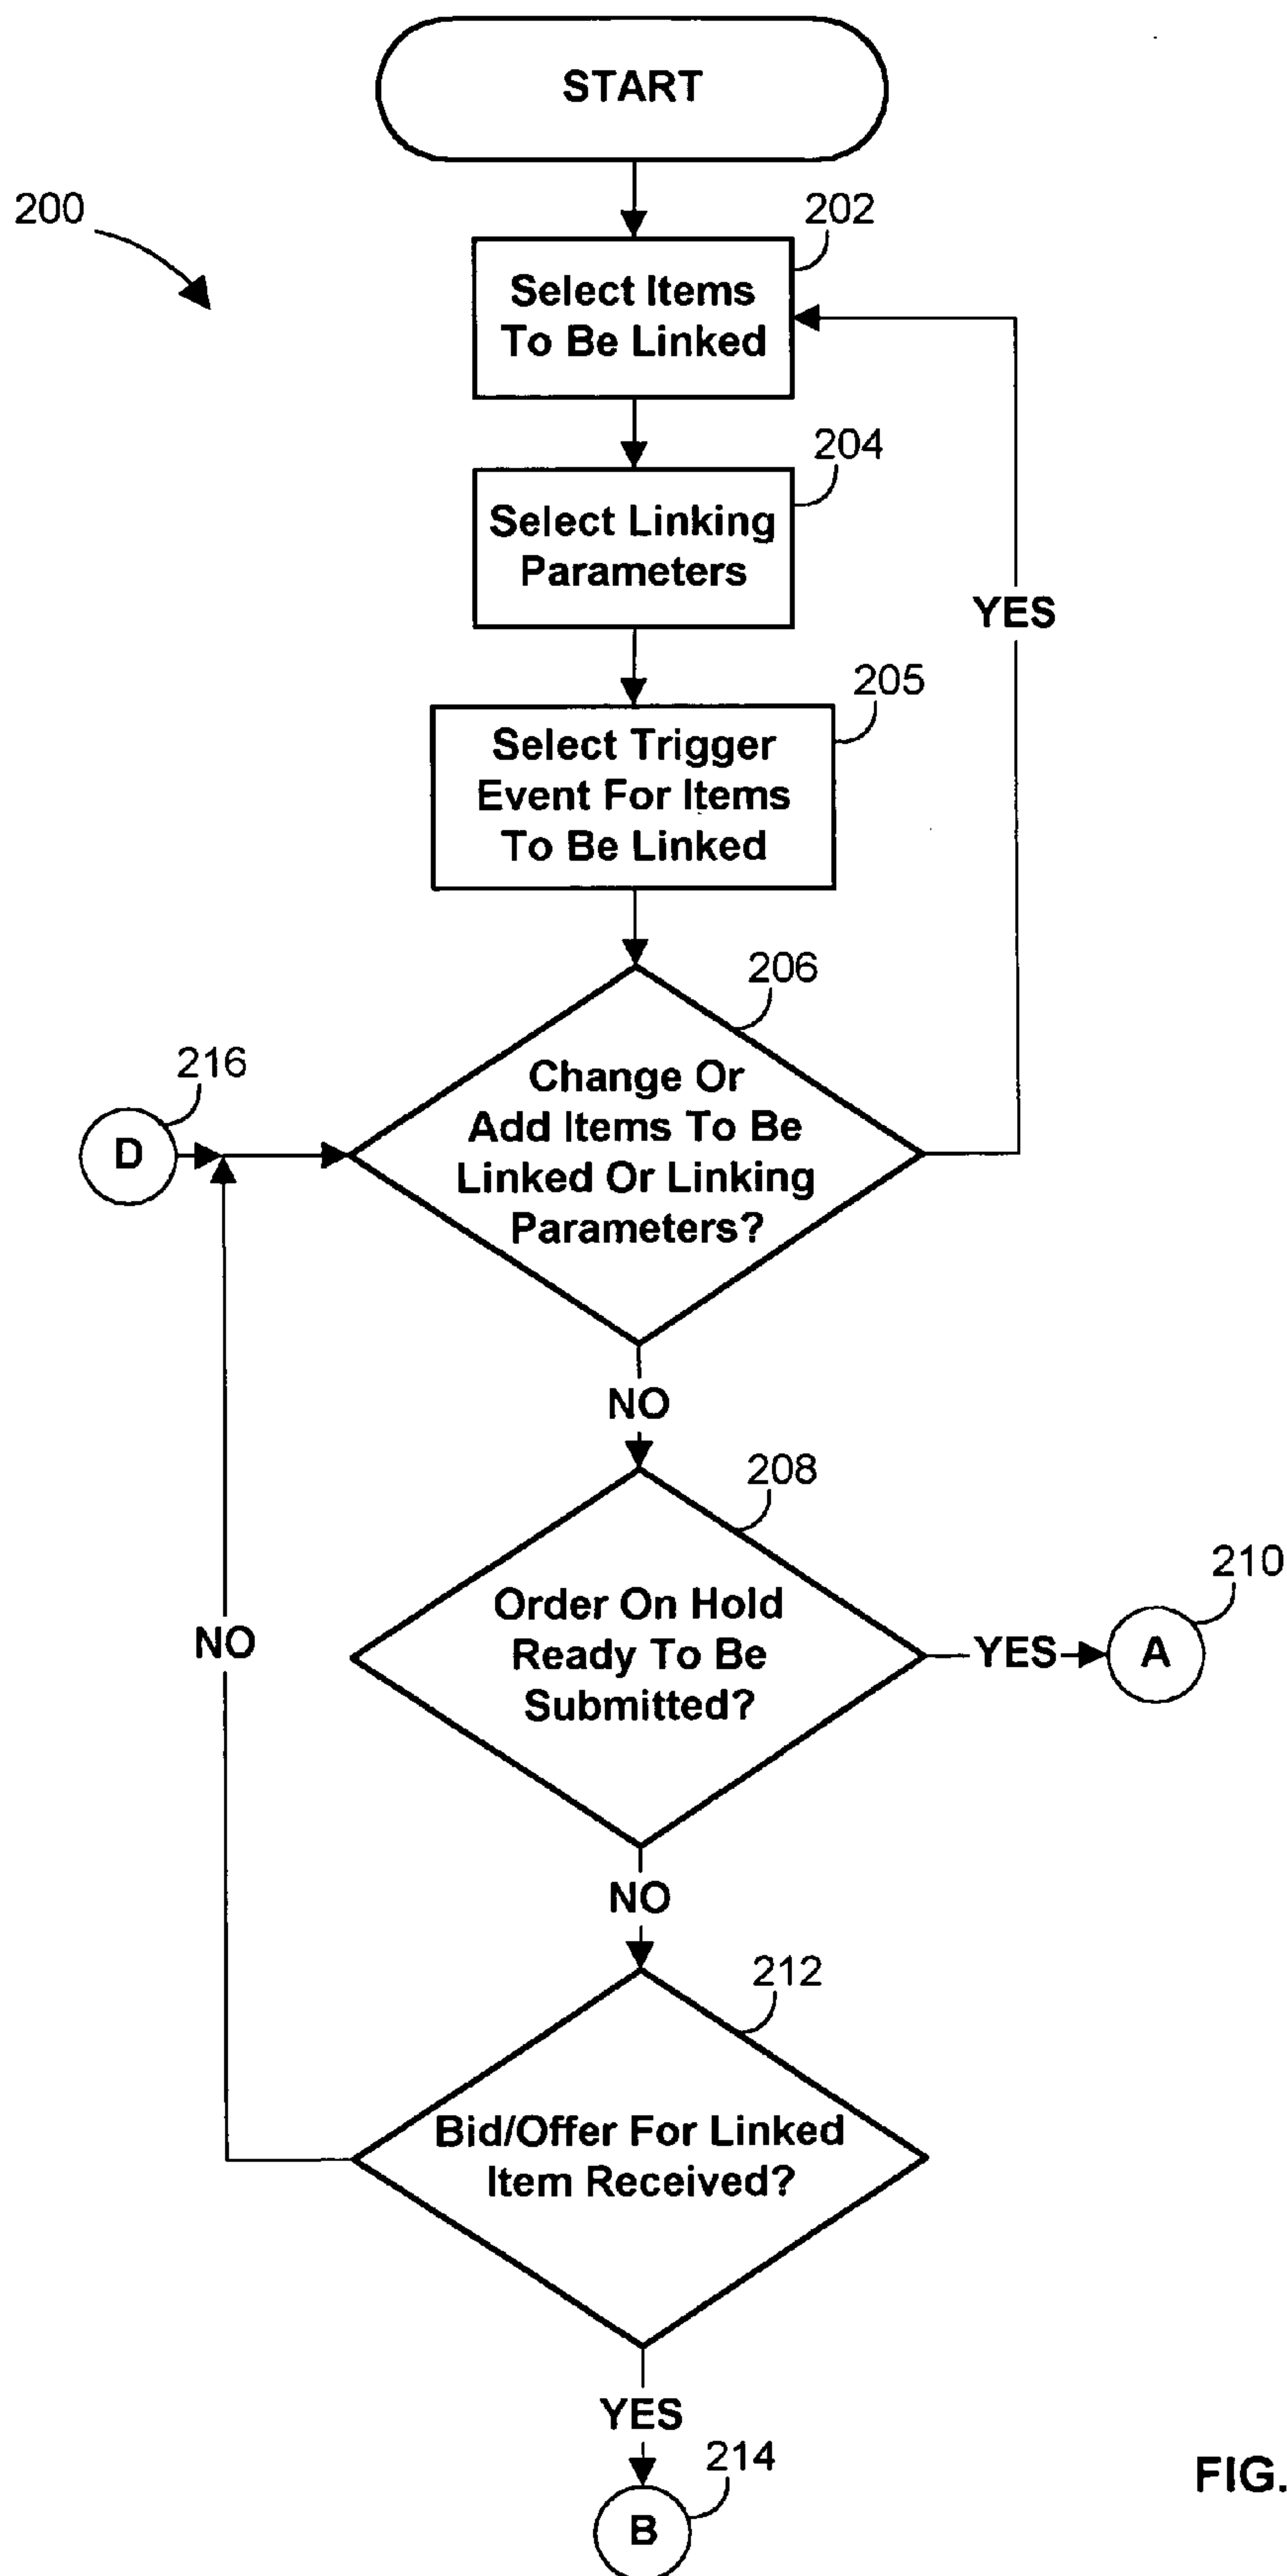 START
200
202
Select Items
To Be Linked
204
Select Linking
Parameters
YES
205
Select Trigger
Event For Items
To Be Linked
206
216
D
Change Or
Add Items To Be
Linked Or Linking
Parameters?
NO
208
210
Order On Hold
Ready To Be
Submitted?
YES
A
NO
NO
212
Bid/Offer For Linked
Item Received?
YES
214
B
FIG.